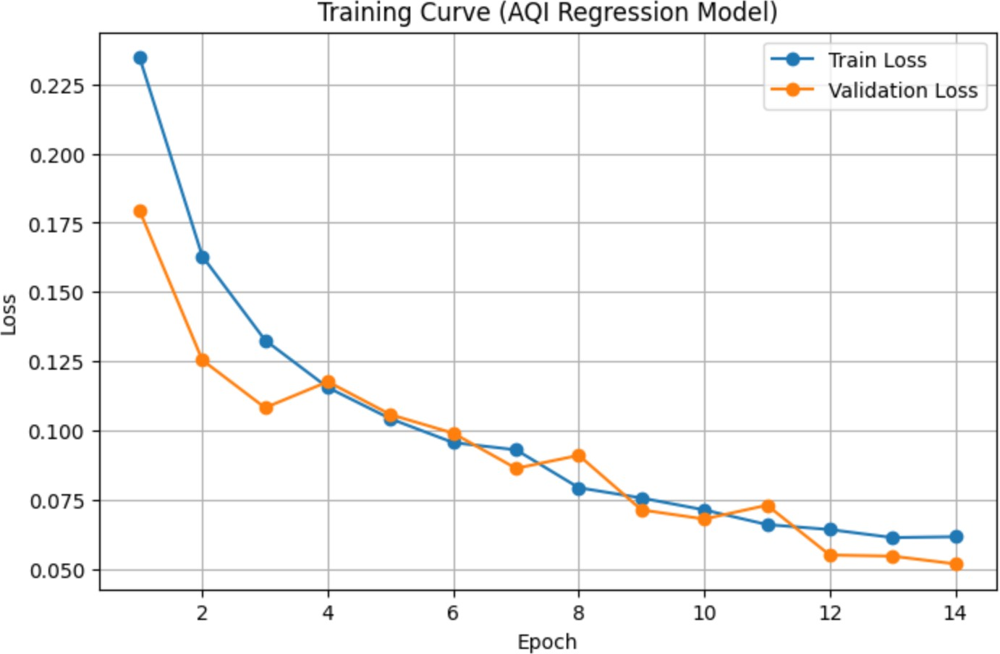 Training Curve (AQI Regression Model)
Train Loss
Validation Loss
0.225
0.200
0.175
0.150
0.125
0.100
0.075
0.050
Loss
2 4 6 8 10 12 14
Epoch